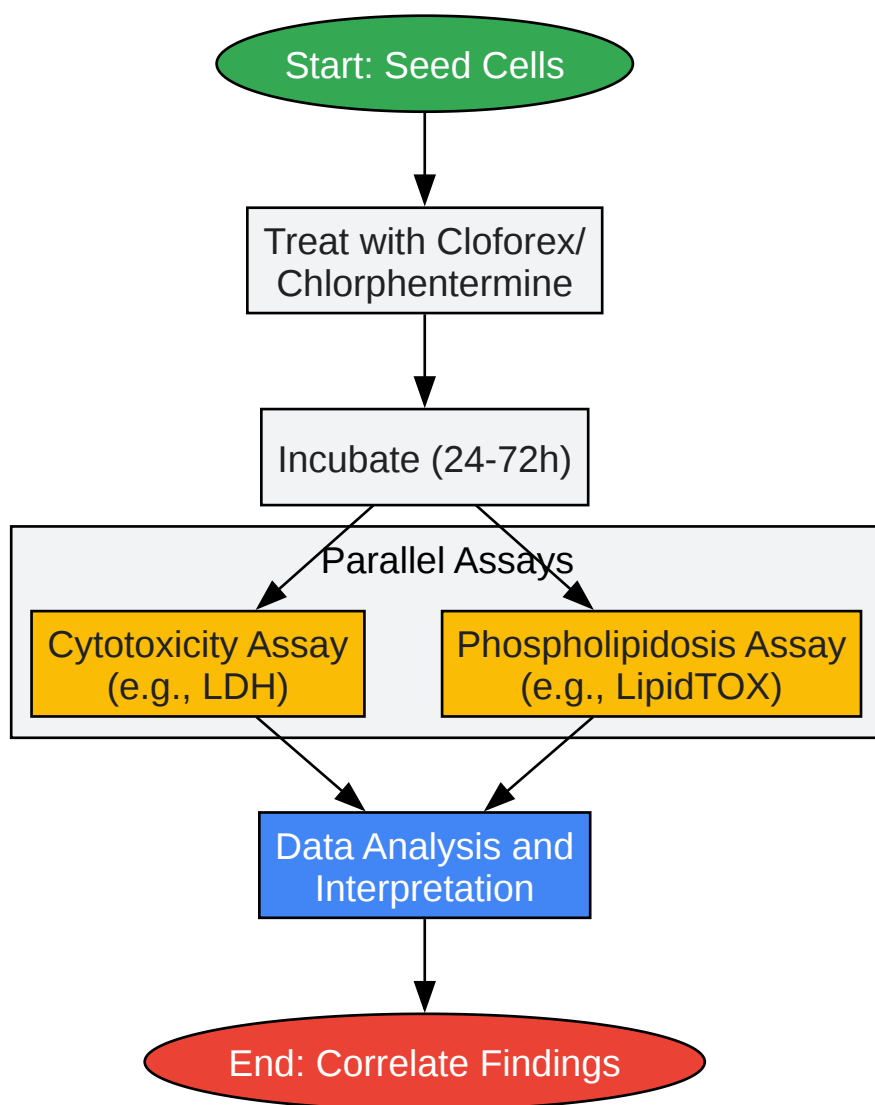 Start: Seed Cells
Treat with Cloforex/
Chlorphentermine
Incubate (24-72h)
Parallel Assays
Cytotoxicity Assay
(e.g., LDH)
Phospholipidosis Assay
(e.g., LipidTOX)
Data Analysis and
Interpretation
End: Correlate Findings